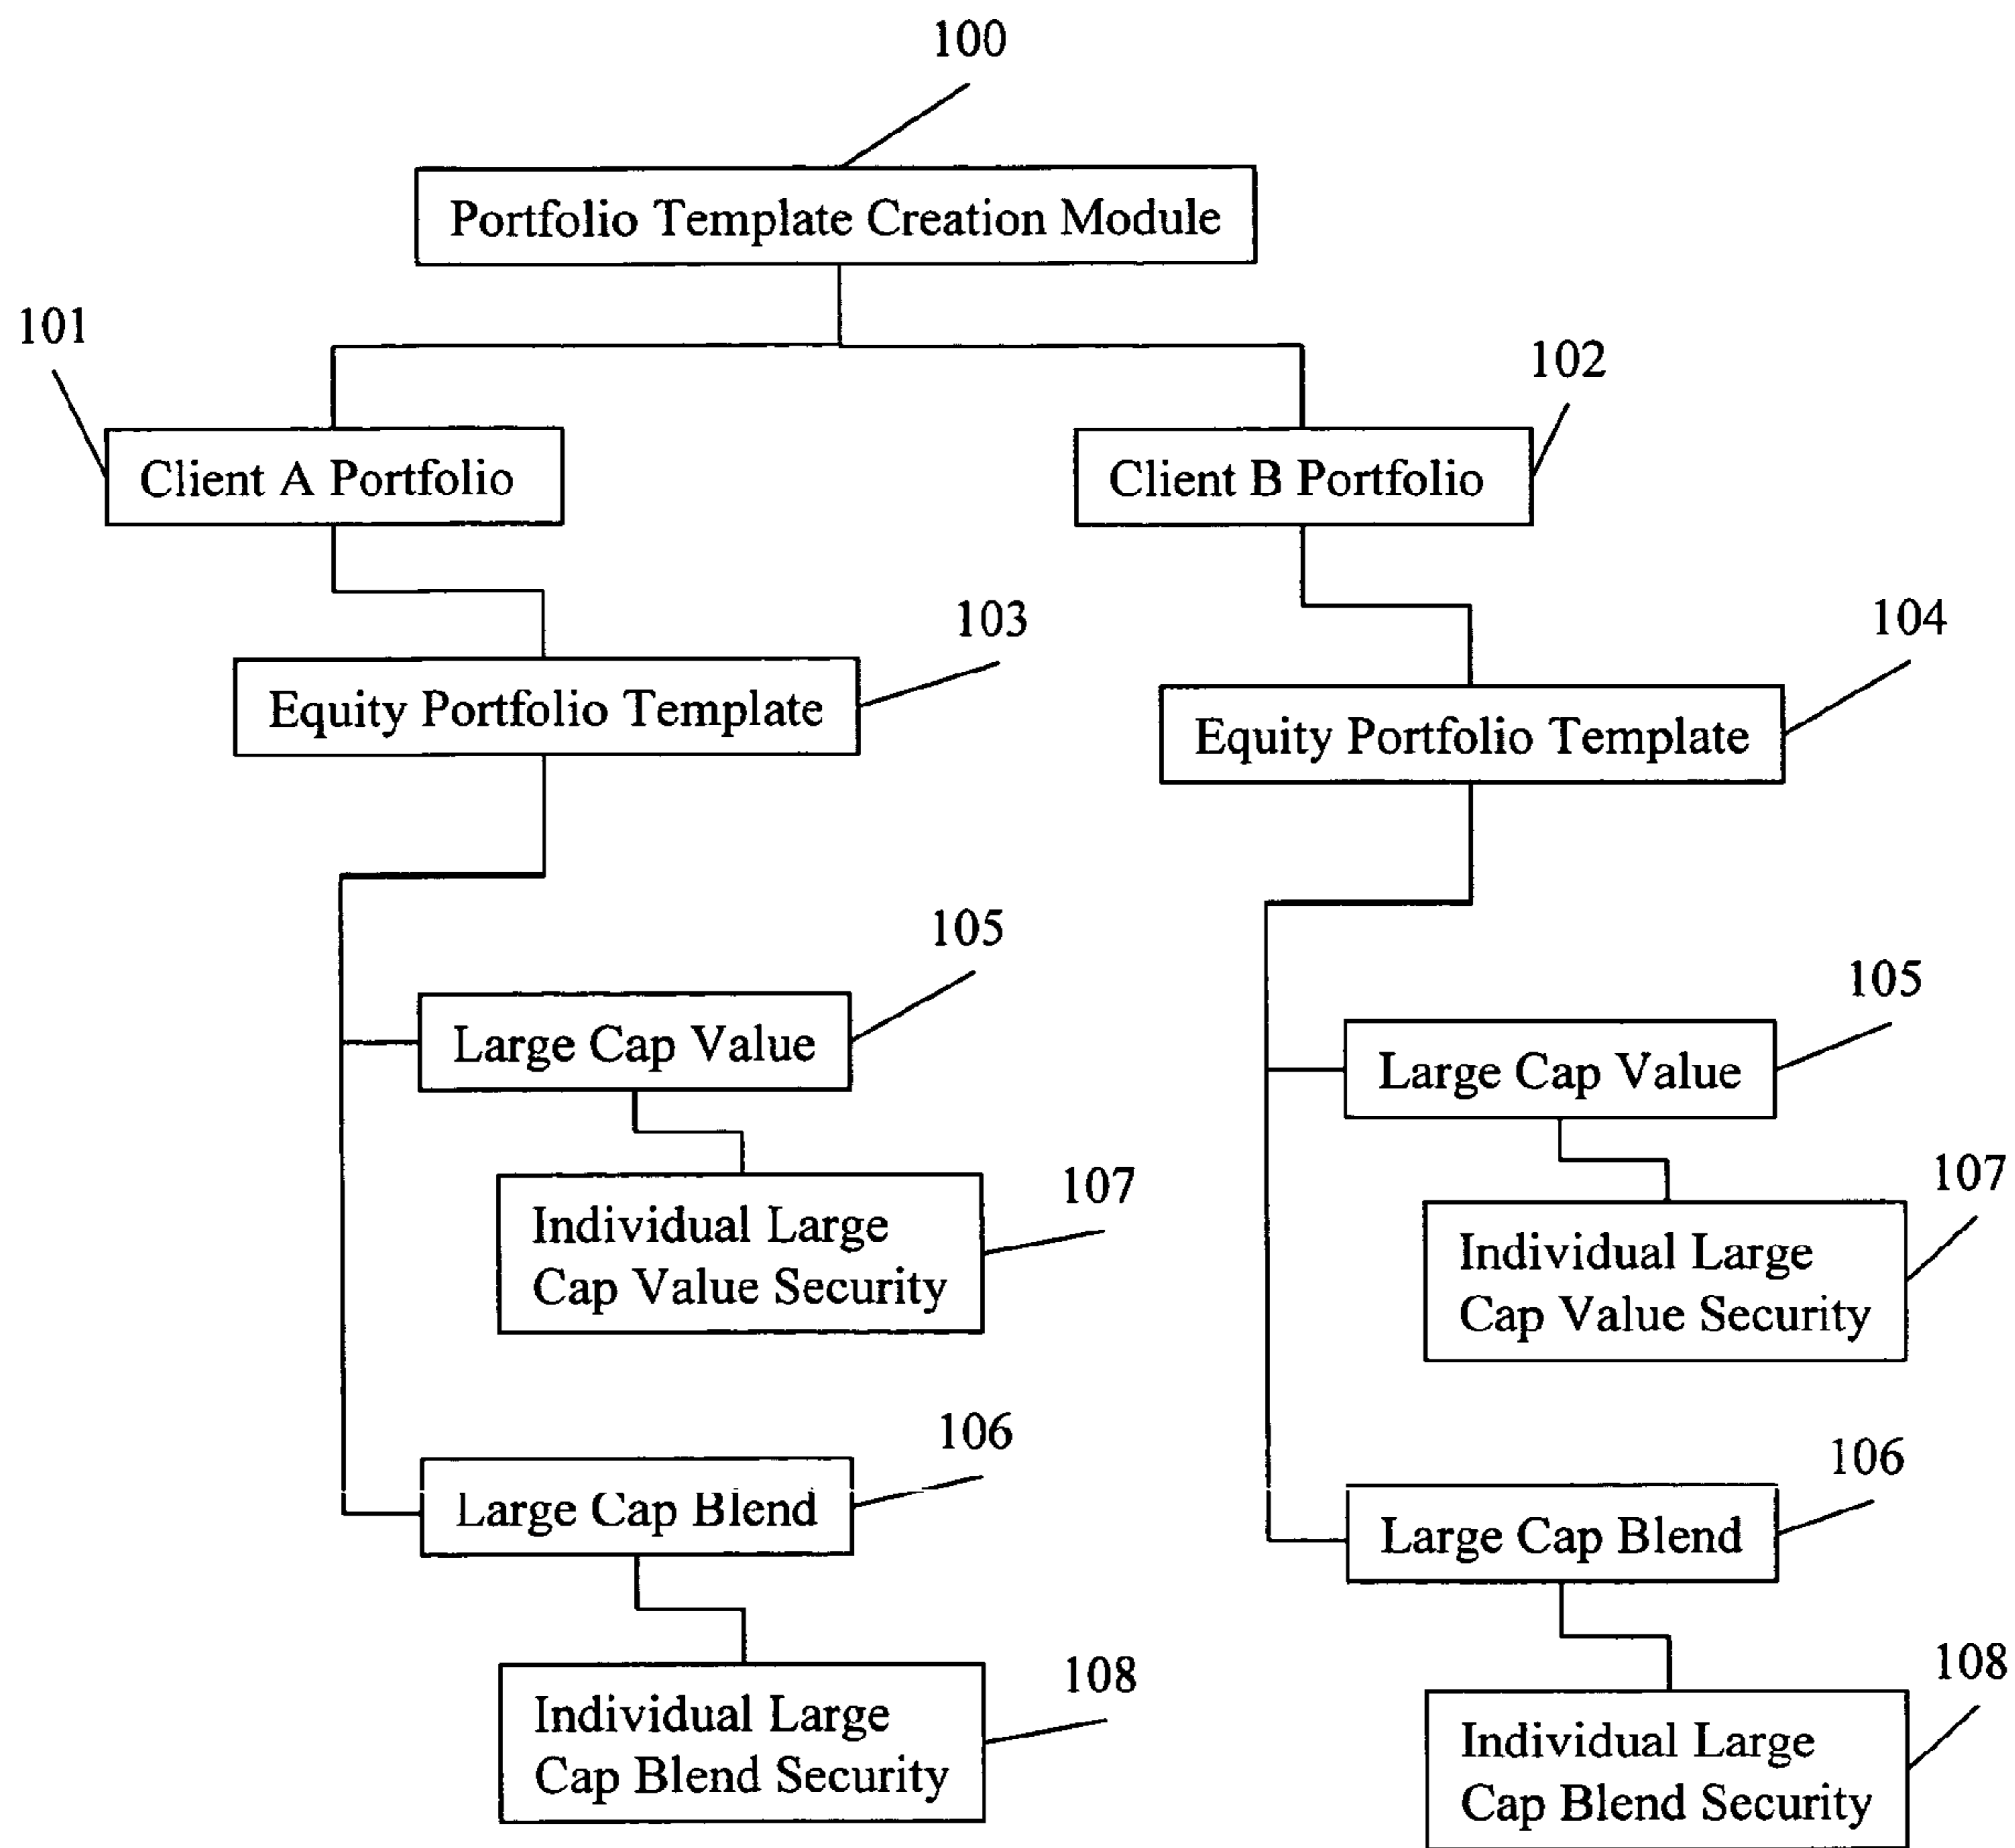 100
Portfolio Template Creation Module
101
102
Client A Portfolio
Client B Portfolio
103
104
Equity Portfolio Template
Equity Portfolio Template
105
105
Large Cap Value
Large Cap Value
107
107
Individual Large
Cap Value Security
Individual Large
Cap Value Security
106
106
Large Cap Blend
Large Cap Blend
108
108
Individual Large
Cap Blend Security
Individual Large
Cap Blend Security